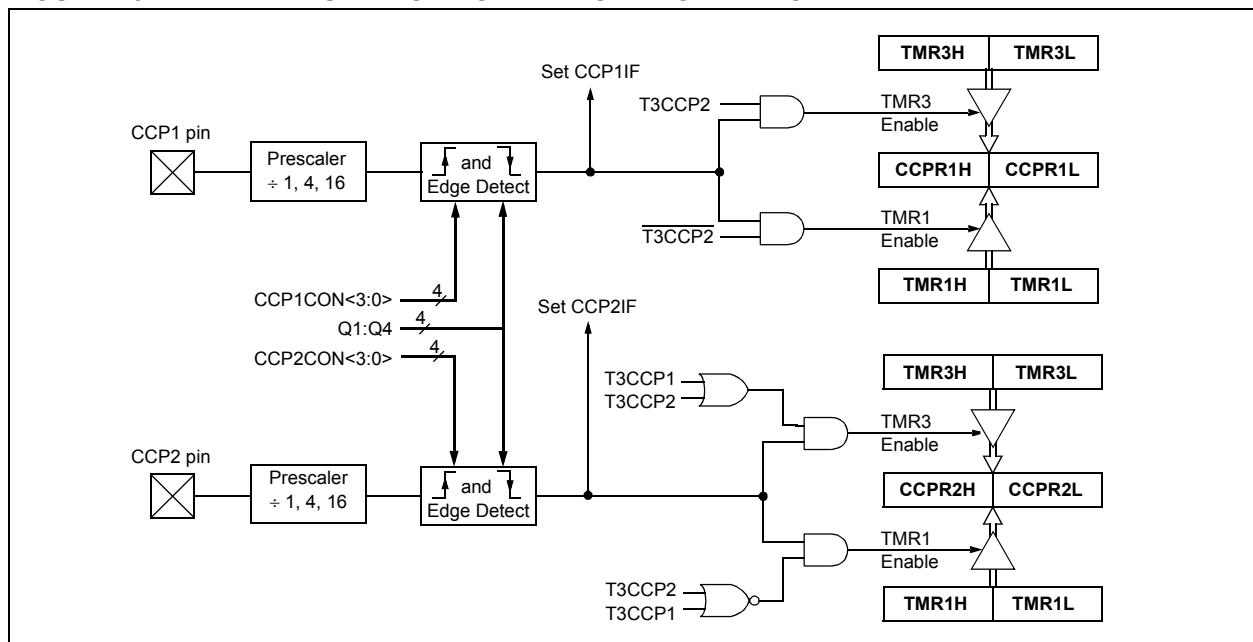 TMR3H TMR3L
Set CCP1IF
T3CCP2
TMR3
Enable
CCP1 pin
Prescaler
÷ 1, 4, 16
and
Edge Detect
CCPR1H CCPR1L
TMR1
Enable
T3CCP2
TMR1H TMR1L
CCP1CON<3:0> 4
Q1:Q4 4
CCP2CON<3:0> 4
Set CCP2IF
TMR3H TMR3L
T3CCP1
T3CCP2
TMR3
Enable
CCP2 pin
Prescaler
÷ 1, 4, 16
and
Edge Detect
CCPR2H CCPR2L
TMR1
Enable
T3CCP2
T3CCP1
TMR1H TMR1L